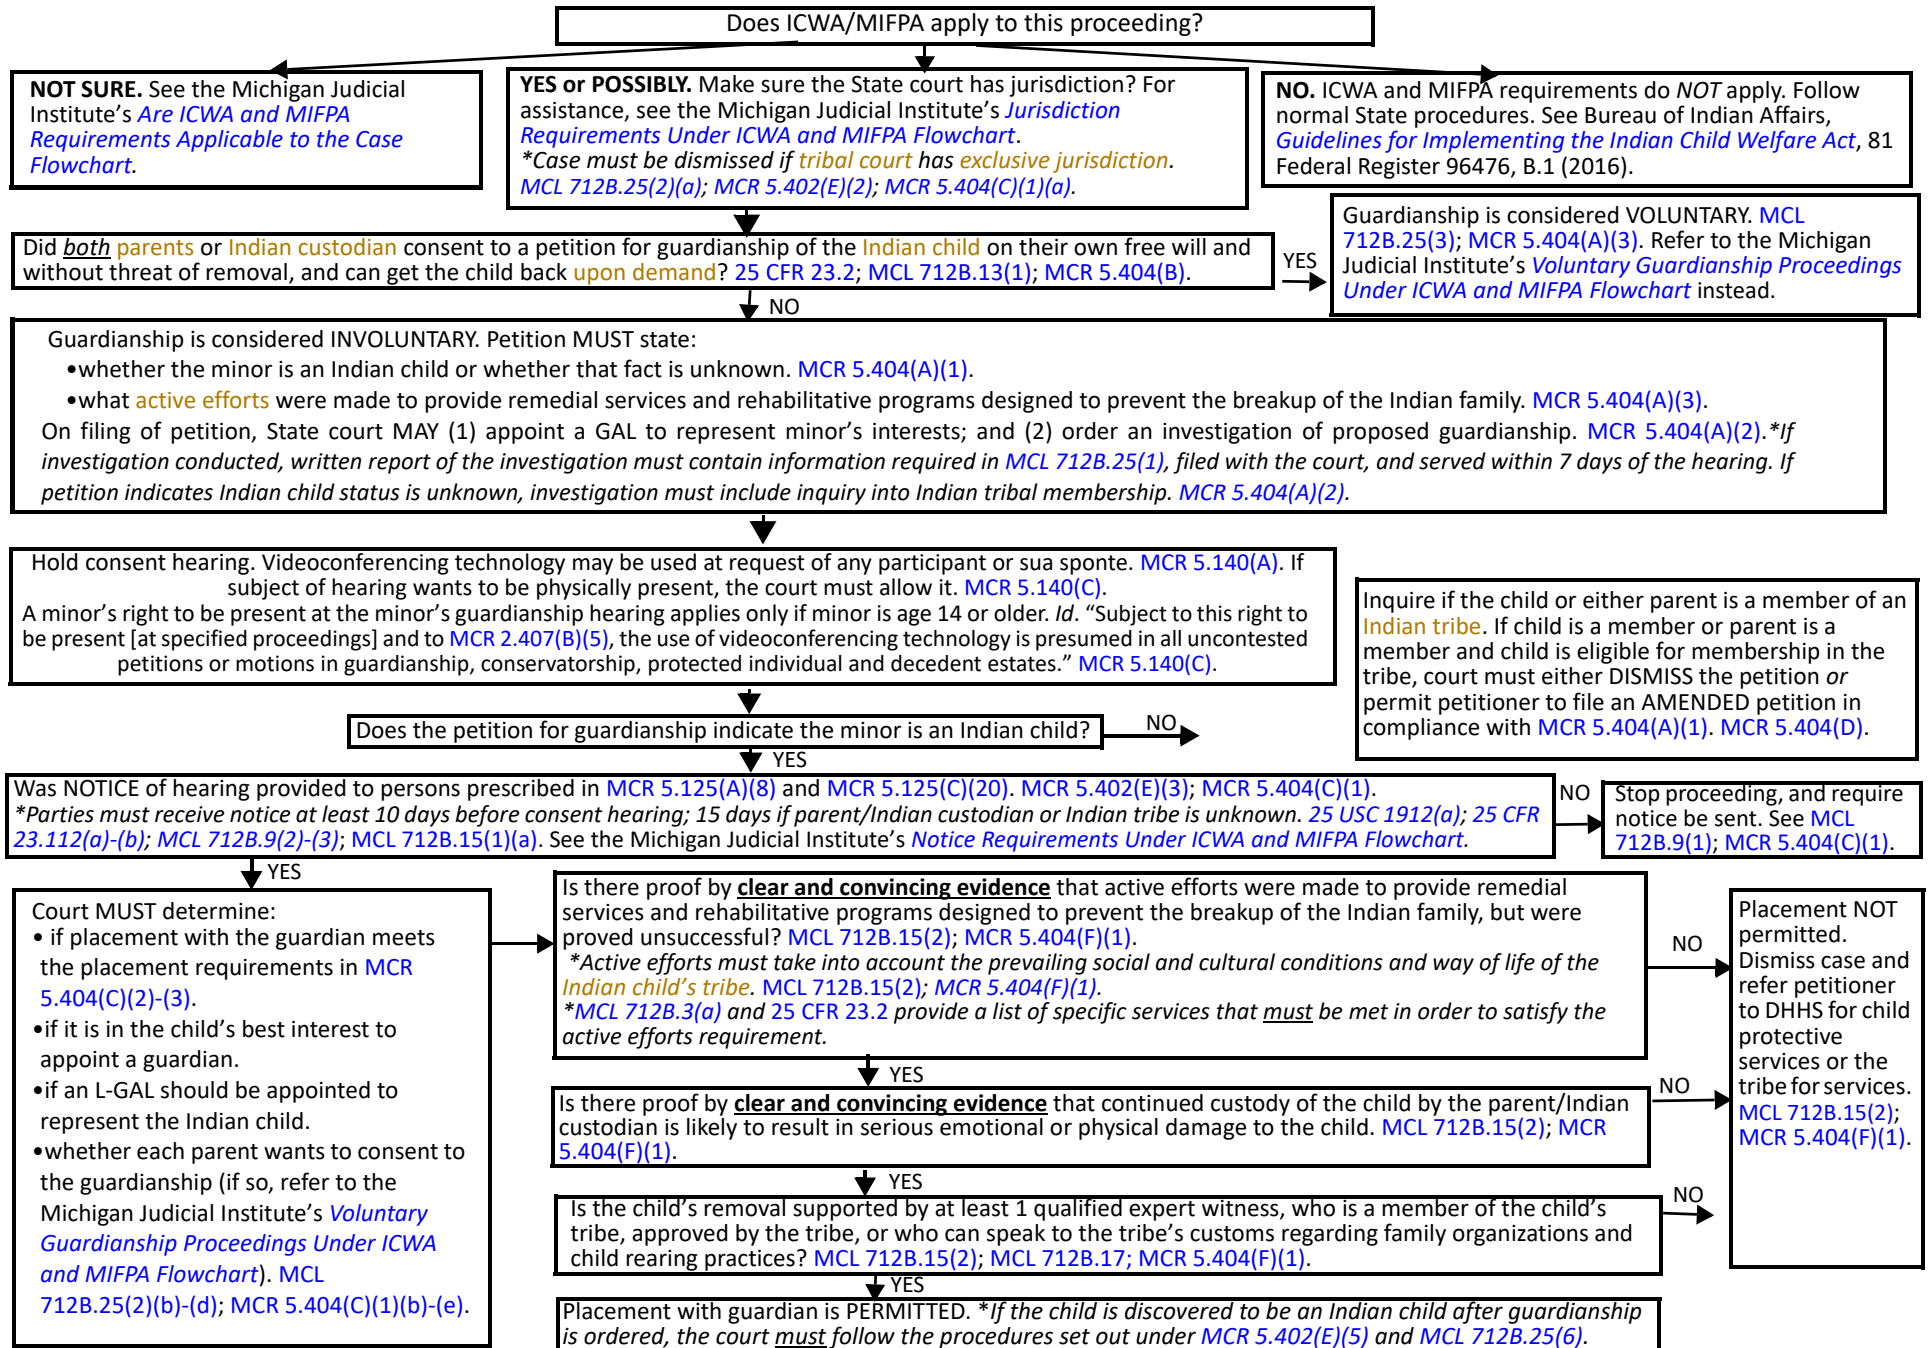 Does ICWA/MIFPA apply to this proceeding?
NOT SURE. See the Michigan Judicial
Institute's Are ICWA and MIFPA
Requirements Applicable to the Case
Flowchart.
YES or POSSIBLY. Make sure the State court has jurisdiction? For
assistance, see the Michigan Judicial Institute's Jurisdiction
Requirements Under ICWA and MIFPA Flowchart.
*Case must be dismissed if tribal court has exclusive jurisdiction.
MCL 712B.25(2)(a); MCR 5.402(E)(2); MCR 5.404(C)(1)(a).
NO. ICWA and MIFPA requirements do NOT apply. Follow
normal State procedures. See Bureau of Indian Affairs,
Guidelines for Implementing the Indian Child Welfare Act, 81
Federal Register 96476, B.1 (2016).
Did both parents or Indian custodian consent to a petition for guardianship of the Indian child on their own free will and
without threat of removal, and can get the child back upon demand? 25 CFR 23.2; MCL 712B.13(1); MCR 5.404(B).
YES
Guardianship is considered VOLUNTARY. MCL
712B.25(3); MCR 5.404(A)(3). Refer to the Michigan
Judicial Institute's Voluntary Guardianship Proceedings
Under ICWA and MIFPA Flowchart instead.
NO
Guardianship is considered INVOLUNTARY. Petition MUST state:
•whether the minor is an Indian child or whether that fact is unknown. MCR 5.404(A)(1).
•what active efforts were made to provide remedial services and rehabilitative programs designed to prevent the breakup of the Indian family. MCR 5.404(A)(3).
On filing of petition, State court MAY (1) appoint a GAL to represent minor's interests; and (2) order an investigation of proposed guardianship. MCR 5.404(A)(2).*If
investigation conducted, written report of the investigation must contain information required in MCL 712B.25(1), filed with the court, and served within 7 days of the hearing. If
petition indicates Indian child status is unknown, investigation must include inquiry into Indian tribal membership. MCR 5.404(A)(2).
Hold consent hearing. Videoconferencing technology may be used at request of any participant or sua sponte. MCR 5.140(A). If
subject of hearing wants to be physically present, the court must allow it. MCR 5.140(C).
A minor's right to be present at the minor's guardianship hearing applies only if minor is age 14 or older. Id. "Subject to this right to
be present [at specified proceedings] and to MCR 2.407(B)(5), the use of videoconferencing technology is presumed in all uncontested
petitions or motions in guardianship, conservatorship, protected individual and decedent estates." MCR 5.140(C).
Inquire if the child or either parent is a member of an
Indian tribe. If child is a member or parent is a
member and child is eligible for membership in the
tribe, court must either DISMISS the petition or
permit petitioner to file an AMENDED petition in
compliance with MCR 5.404(A)(1). MCR 5.404(D).
Does the petition for guardianship indicate the minor is an Indian child?
NO
YES
Was NOTICE of hearing provided to persons prescribed in MCR 5.125(A)(8) and MCR 5.125(C)(20). MCR 5.402(E)(3); MCR 5.404(C)(1).
*Parties must receive notice at least 10 days before consent hearing; 15 days if parent/Indian custodian or Indian tribe is unknown. 25 USC 1912(a); 25 CFR
23.112(a)-(b); MCL 712B.9(2)-(3); MCL 712B.15(1)(a). See the Michigan Judicial Institute's Notice Requirements Under ICWA and MIFPA Flowchart.
NO
Stop proceeding, and require
notice be sent. See MCL
712B.9(1); MCR 5.404(C)(1).
YES
Court MUST determine:
• if placement with the guardian meets
the placement requirements in MCR
5.404(C)(2)-(3).
•if it is in the child's best interest to
appoint a guardian.
•if an L-GAL should be appointed to
represent the Indian child.
•whether each parent wants to consent to
the guardianship (if so, refer to the
Michigan Judicial Institute's Voluntary
Guardianship Proceedings Under ICWA
and MIFPA Flowchart). MCL
712B.25(2)(b)-(d); MCR 5.404(C)(1)(b)-(e).
Is there proof by clear and convincing evidence that active efforts were made to provide remedial
services and rehabilitative programs designed to prevent the breakup of the Indian family, but were
proved unsuccessful? MCL 712B.15(2); MCR 5.404(F)(1).
*Active efforts must take into account the prevailing social and cultural conditions and way of life of the
Indian child's tribe. MCL 712B.15(2); MCR 5.404(F)(1).
*MCL 712B.3(a) and 25 CFR 23.2 provide a list of specific services that must be met in order to satisfy the
active efforts requirement.
NO
Placement NOT
permitted.
Dismiss case and
refer petitioner
to DHHS for child
protective
services or the
tribe for services.
MCL 712B.15(2);
MCR 5.404(F)(1).
YES
Is there proof by clear and convincing evidence that continued custody of the child by the parent/Indian
custodian is likely to result in serious emotional or physical damage to the child. MCL 712B.15(2); MCR
5.404(F)(1).
NO
YES
Is the child's removal supported by at least 1 qualified expert witness, who is a member of the child's
tribe, approved by the tribe, or who can speak to the tribe's customs regarding family organizations and
child rearing practices? MCL 712B.15(2); MCL 712B.17; MCR 5.404(F)(1).
NO
YES
Placement with guardian is PERMITTED. *If the child is discovered to be an Indian child after guardianship
is ordered, the court must follow the procedures set out under MCR 5.402(E)(5) and MCL 712B.25(6).